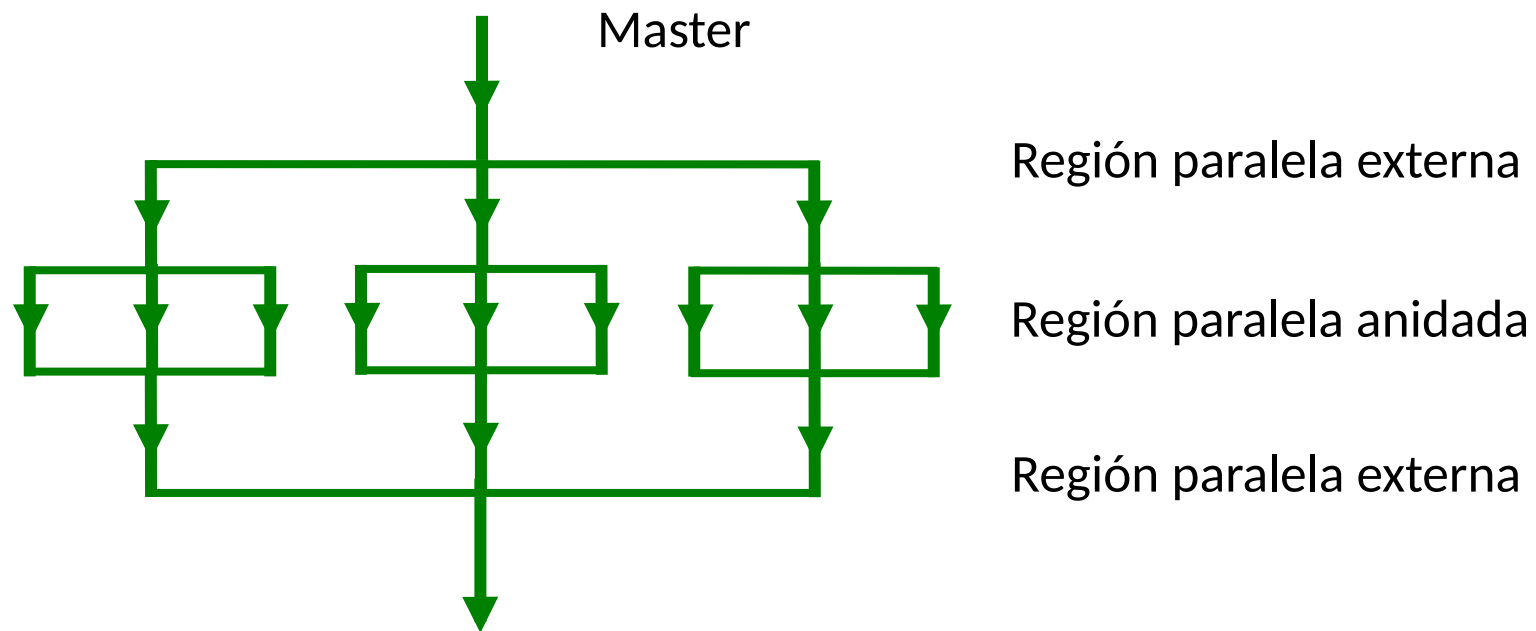 Master
Región paralela externa
Región paralela anidada
Región paralela externa